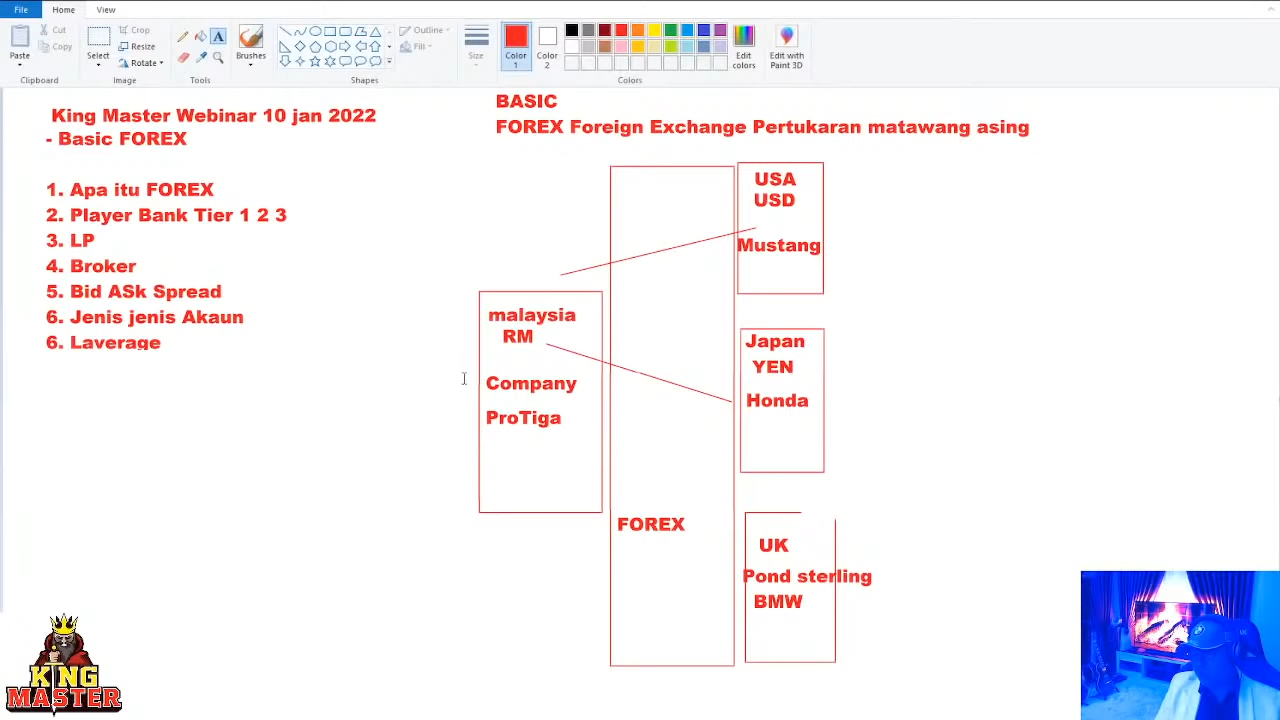 File
Home
View
Paste
Cut
Copy
Clipboard
Select
Crop
Resize
Rotate
Image
A
Tools
Brushes
Shapes
Outline
Fill
Size
Color
1
Color
2
Colors
Edit
colors
Edit with
Paint 3D
King Master Webinar 10 jan 2022
- Basic FOREX
1. Apa itu FOREX
2. Player Bank Tier 1 2 3
3. LP
4. Broker
5. Bid ASk Spread
6. Jenis jenis Akaun
6. Laverage
BASIC
FOREX Foreign Exchange Pertukaran matawang asing
malaysia
RM
Company
ProTiga
FOREX
USA
USD
Mustang
Japan
YEN
Honda
UK
Pond sterling
BMW
KING
MASTER